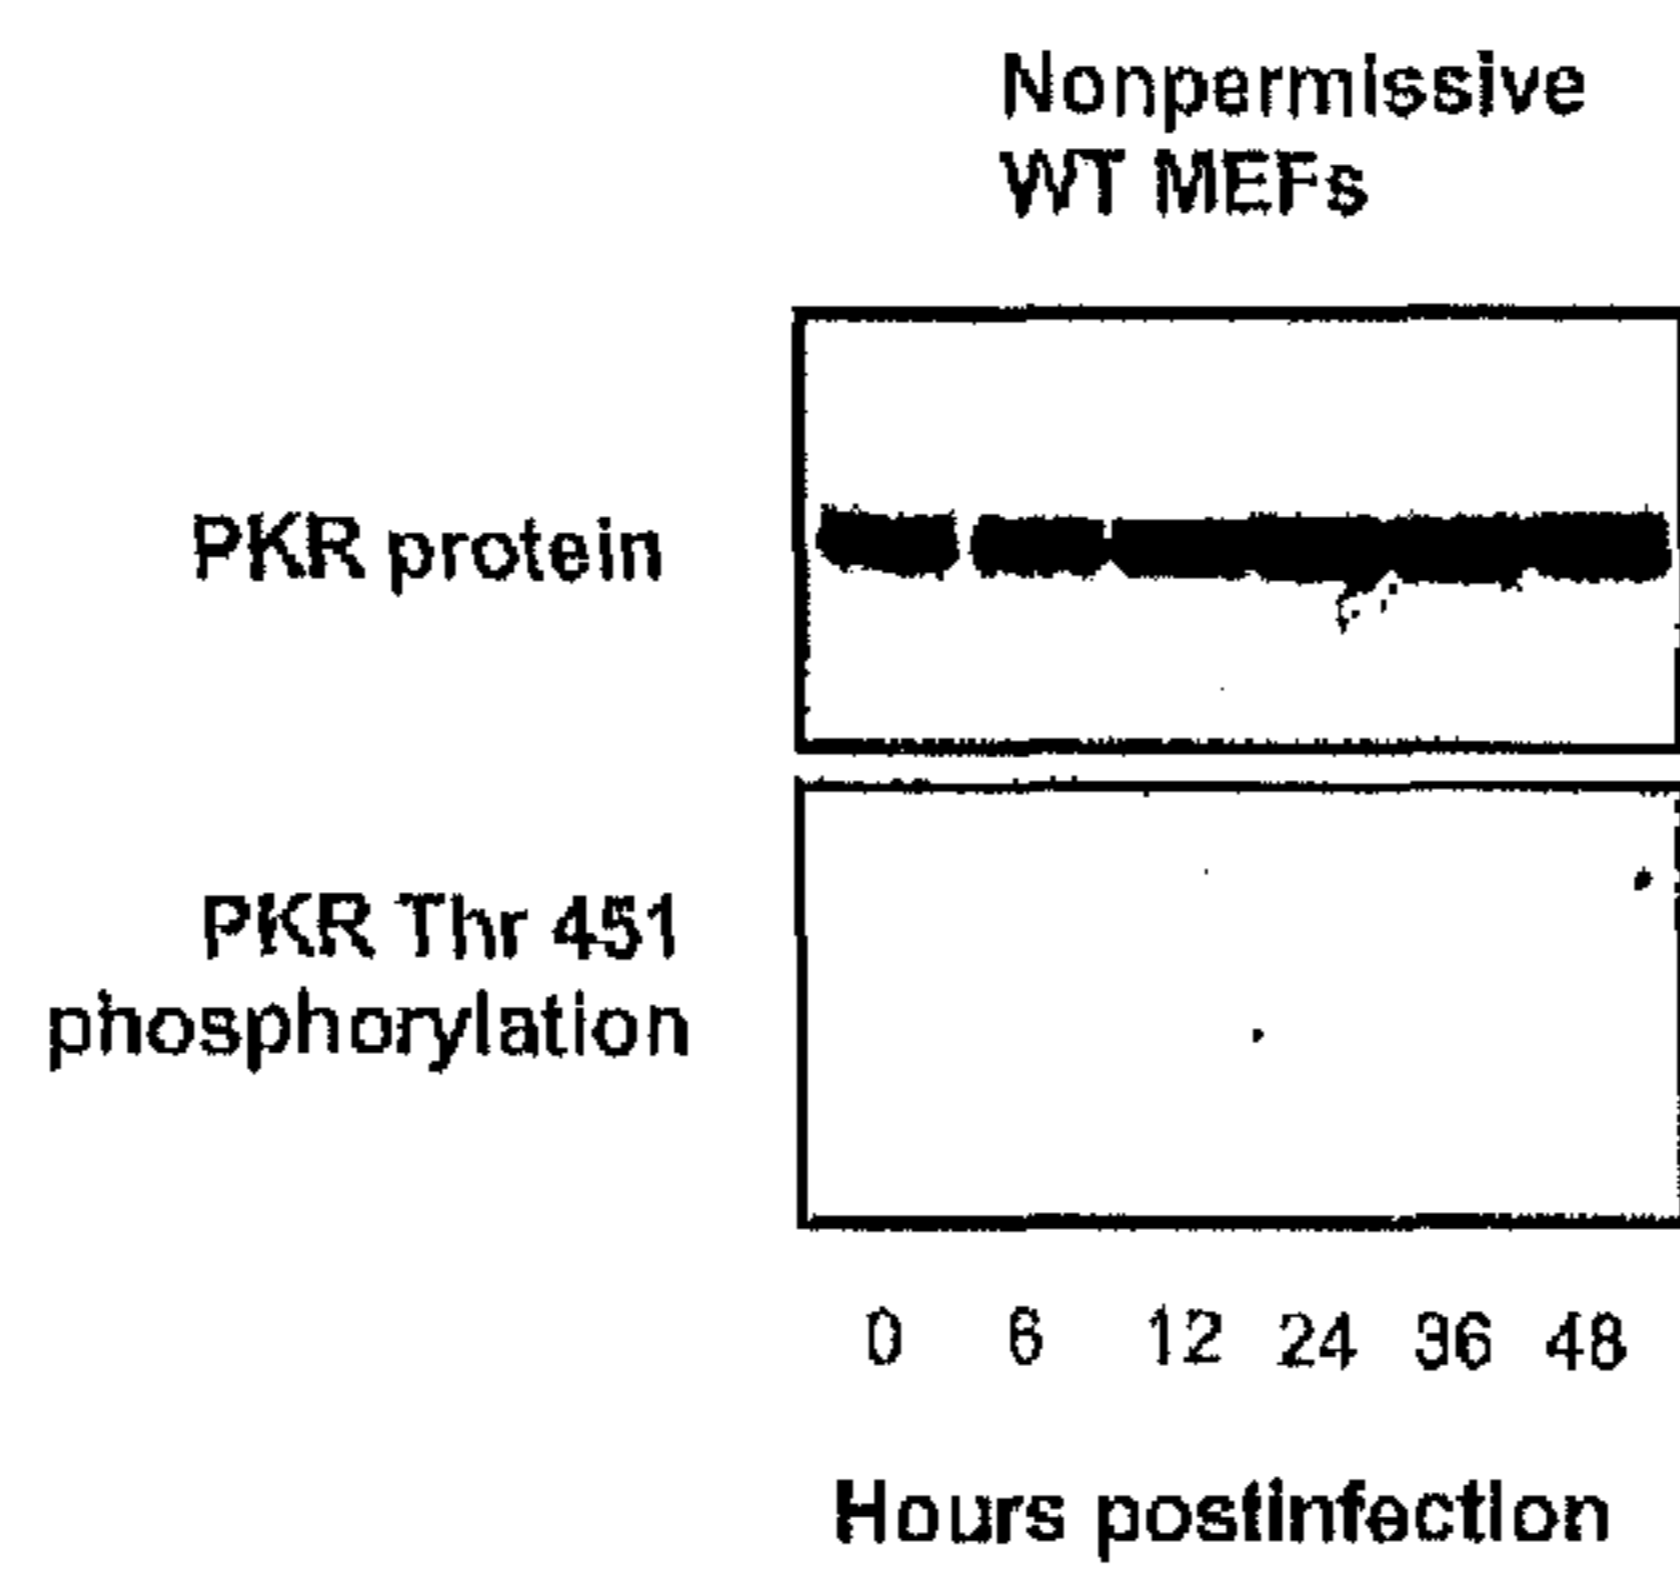 Nonpermissive
WT MEFs
PKR protein
PKR Thr 451
phosphorylation
0 6 12 24 36 48
Hours postinfection